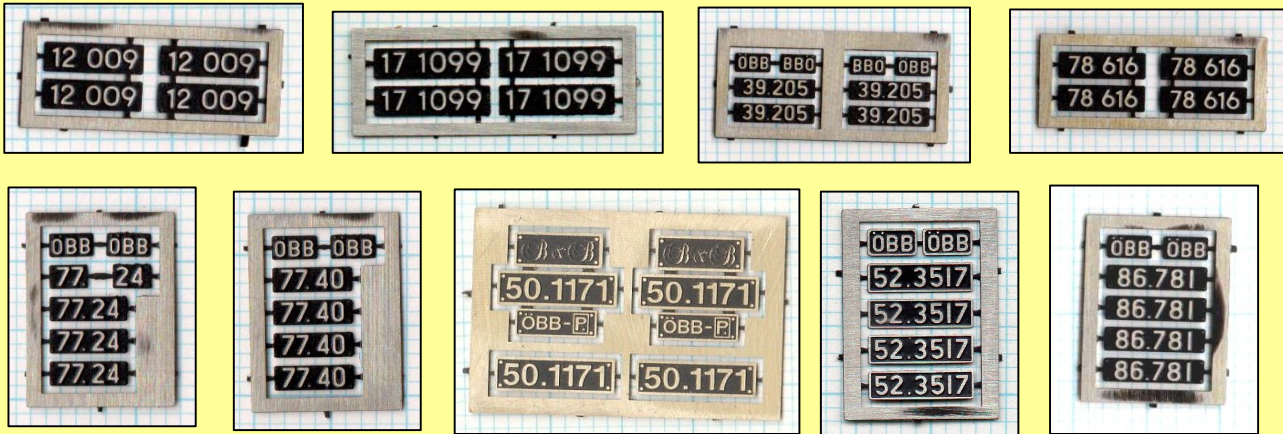 12 009 12 009
12 009 12 009
17 1099 17 1099
17 1099 17 1099
ÖBB BBÖ BBÖ ÖBB
39.205 39.205
39.205 39.205
78 616 78 616
78 616 78 616
ÖBB ÖBB
77. 24
77.24
77.24
77.24
ÖBB ÖBB
77.40
77.40
77.40
77.40
B&B B&B
50.1171 50.1171
ÖBB-P. ÖBB-P.
50.1171 50.1171
ÖBB ÖBB
52.3517
52.3517
52.3517
52.3517
ÖBB ÖBB
86.781
86.781
86.781
86.781